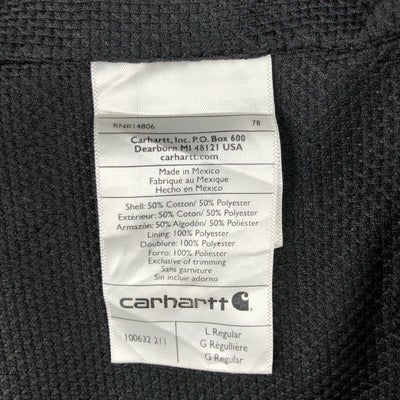 RN#14806 78
Carhartt, Inc. P.O. Box 600
Dearborn MI 48121 USA
carhartt.com
Made in Mexico
Fabriqué au Mexique
Hecho en México
Shell: 50% Cotton/ 50% Polyester
Extérieur: 50% Coton/ 50% Polyester
Armazón: 50% Algodón/ 50% Polyester
Lining: 100% Polyester
Doublure: 100% Polyester
Forro: 100% Poliester
Exclusive of trimming
Sans garniture
Sin incluir adorno
carhartt
100632 211
L Regular
G Régullière
G Regular